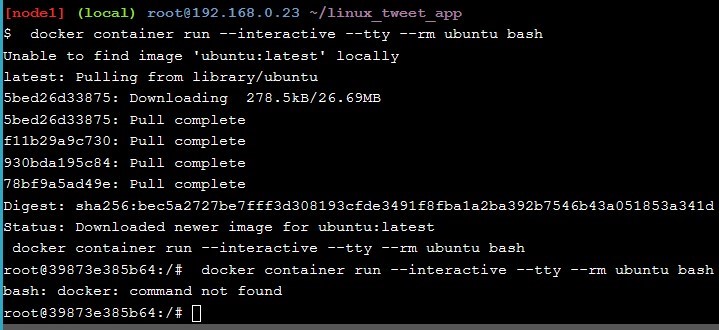 [node1] (local) root@192.168.0.23 ~/linux_tweet_app
$  docker container run --interactive --tty --rm ubuntu bash
Unable to find image 'ubuntu:latest' locally
latest: Pulling from library/ubuntu
5bed26d33875: Downloading  278.5kB/26.69MB
5bed26d33875: Pull complete
f11b29a9c730: Pull complete
930bda195c84: Pull complete
78bf9a5ad49e: Pull complete
Digest: sha256:bec5a2727be7fff3d308193cfde3491f8fba1a2ba392b7546b43a051853a341d
Status: Downloaded newer image for ubuntu:latest
 docker container run --interactive --tty --rm ubuntu bash
root@39873e385b64:/#  docker container run --interactive --tty --rm ubuntu bash
bash: docker: command not found
root@39873e385b64:/#